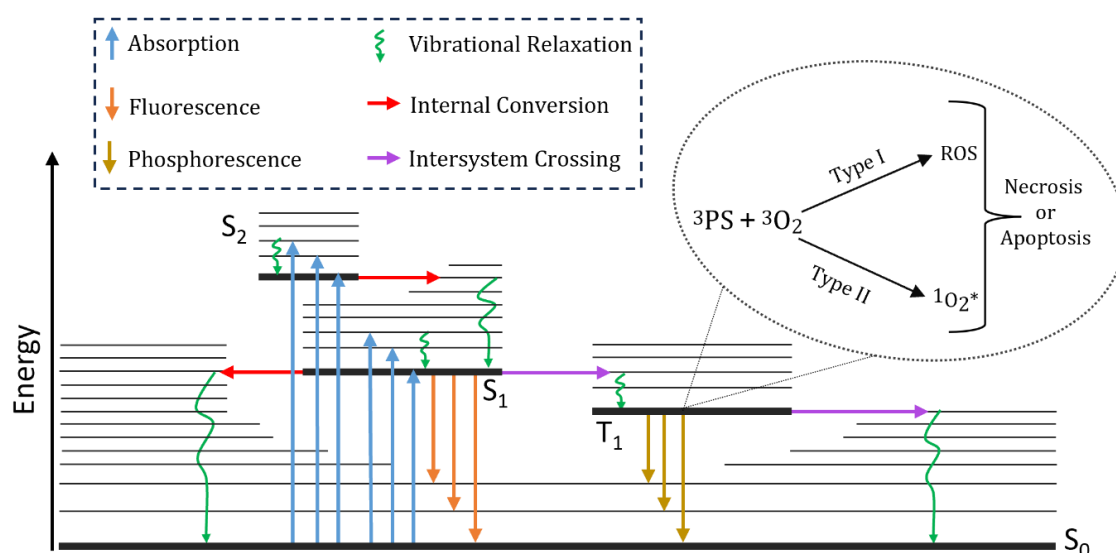 Absorption
Vibrational Relaxation
Fluorescence
Internal Conversion
Phosphorescence
Intersystem Crossing
Energy
S₂
S₁
T₁
S₀
³PS + ³O₂
Type I
Type II
ROS
¹O₂*
Necrosis
or
Apoptosis